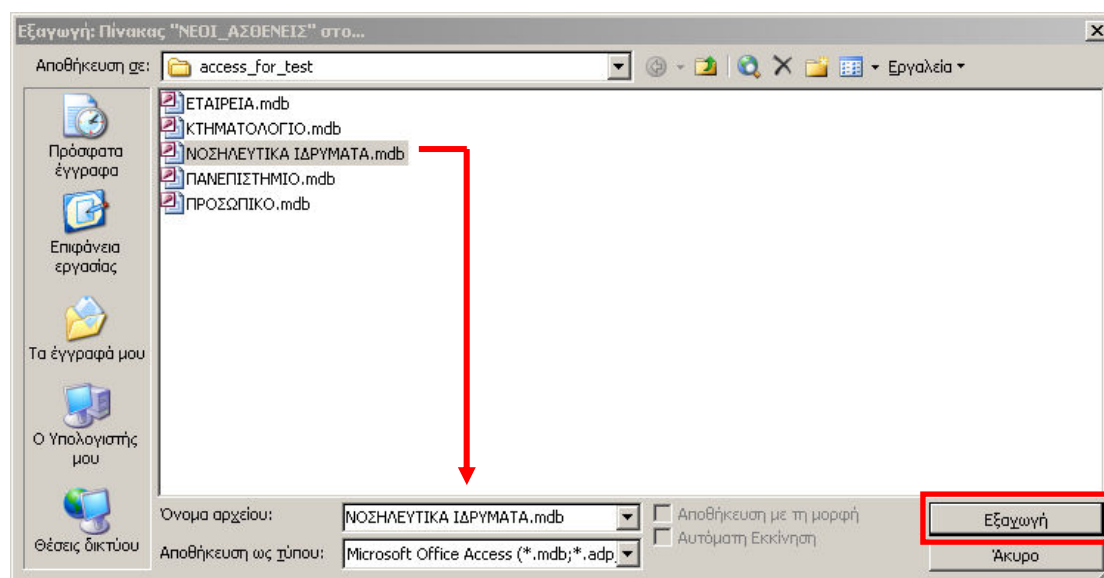 Εξαγωγή: Πίνακας "ΝΕΟΙ_ΑΣΘΕΝΕΙΣ" στο...
Αποθήκευση σε:
access_for_test
Εργαλεία
ΕΤΑΙΡΕΙΑ.mdb
ΚΤΗΜΑΤΟΛΟΓΙΟ.mdb
ΝΟΣΗΛΕΥΤΙΚΑ ΙΔΡΥΜΑΤΑ.mdb
ΠΑΝΕΠΙΣΤΗΜΙΟ.mdb
ΠΡΟΣΩΠΙΚΟ.mdb
Πρόσφατα
έγγραφα
Επιφάνεια
εργασίας
Τα έγγραφά μου
Ο Υπολογιστής
μου
Θέσεις δικτύου
Όνομα αρχείου:
ΝΟΣΗΛΕΥΤΙΚΑ ΙΔΡΥΜΑΤΑ.mdb
Αποθήκευση με τη μορφή
Εξαγωγή
Αποθήκευση ως τύπου:
Microsoft Office Access (*.mdb;*.adp
Αυτόματη Εκκίνηση
Άκυρο